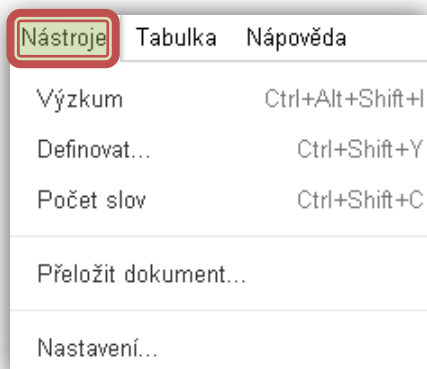 Nástroje Tabulka Nápověda
Výzkum Ctrl+Alt+Shift+I
Definovat... Ctrl+Shift+Y
Počet slov Ctrl+Shift+C
Přeložit dokument...
Nastavení...